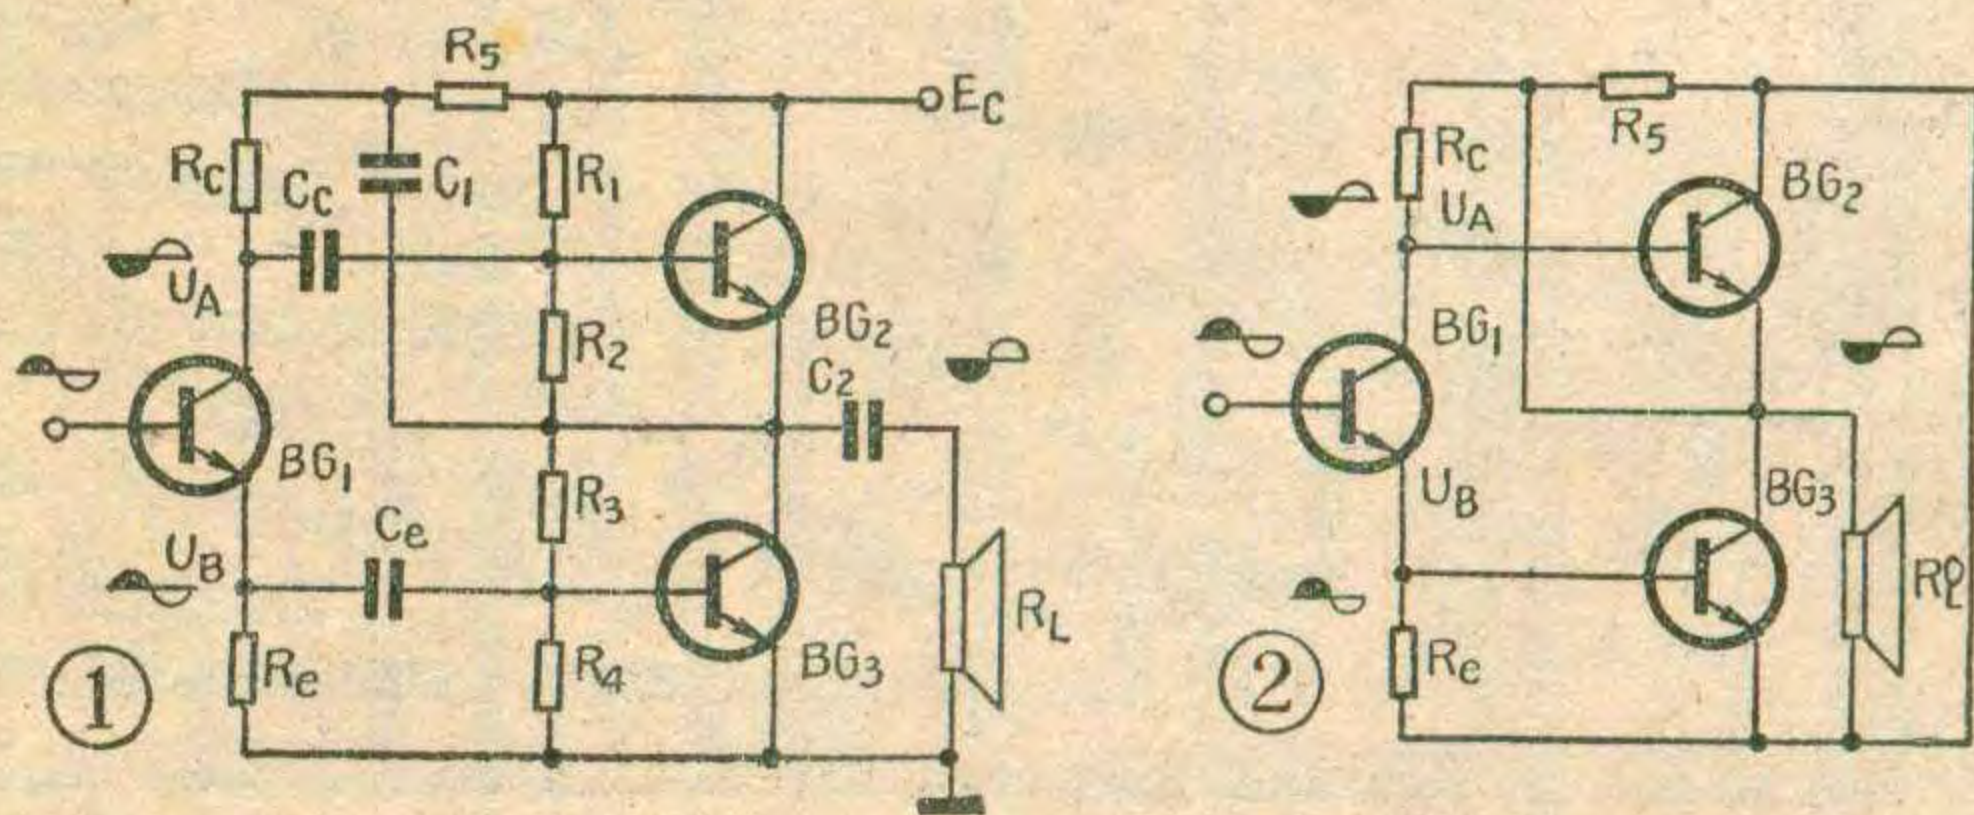 R5
EC
RC
CC
C1
R1
UA
R2
BG2
C2
BG1
R3
UB
Ce
Re
R4
BG3
RL
①
R5
RC
BG2
UA
BG1
UB
BG3
Rℓ
Re
②